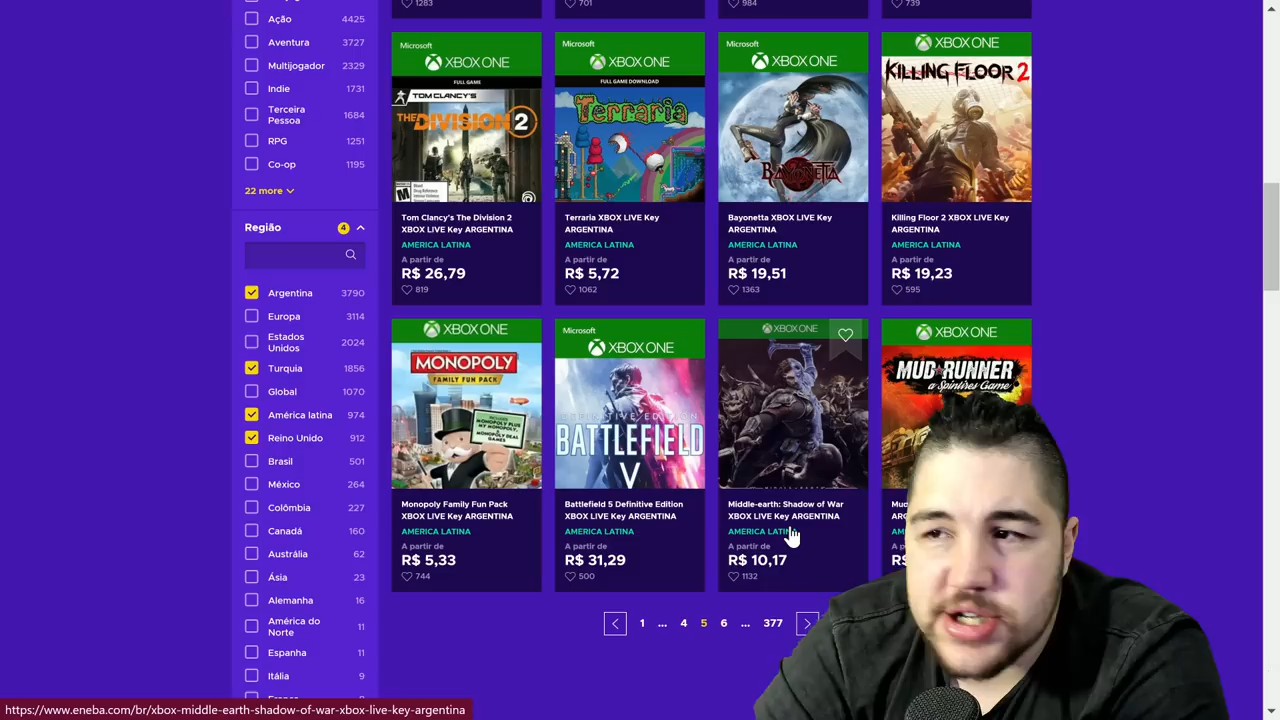 1283
701
984
739
Ação 4425
Aventura 3727
Multijogador 2329
Indie 1731
Terceira
Pessoa 1684
RPG 1251
Co-op 1195
22 more
Região 4
Argentina 3790
Europa 3114
Estados
Unidos 2024
Turquia 1856
Global 1070
América latina 974
Reino Unido 912
Brasil 501
México 264
Colômbia 227
Canadá 160
Austrália 62
Ásia 23
Alemanha 16
América do
Norte 11
Espanha 11
Itália 9
Microsoft
XBOX ONE
FULL GAME
TOM CLANCY'S
THE DIVISION 2
Tom Clancy's The Division 2
XBOX LIVE Key ARGENTINA
AMERICA LATINA
A partir de
R$ 26,79
819
Microsoft
XBOX ONE
FULL GAME DOWNLOAD
Terraria
Terraria XBOX LIVE Key
ARGENTINA
AMERICA LATINA
A partir de
R$ 5,72
1062
Microsoft
XBOX ONE
BAYONETTA
Bayonetta XBOX LIVE Key
ARGENTINA
AMERICA LATINA
A partir de
R$ 19,51
1363
XBOX ONE
KILLING FLOOR 2
Killing Floor 2 XBOX LIVE Key
ARGENTINA
AMERICA LATINA
A partir de
R$ 19,23
595
XBOX ONE
MONOPOLY
FAMILY FUN PACK
Monopoly Family Fun Pack
XBOX LIVE Key ARGENTINA
AMERICA LATINA
A partir de
R$ 5,33
744
Microsoft
XBOX ONE
DEFINITIVE EDITION
BATTLEFIELD
V
Battlefield 5 Definitive Edition
XBOX LIVE Key ARGENTINA
AMERICA LATINA
A partir de
R$ 31,29
500
XBOX ONE
Middle-earth: Shadow of War
XBOX LIVE Key ARGENTINA
AMERICA LATIN
A partir de
R$ 10,17
1132
XBOX ONE
MUDRUNNER
a Spintires Game
Mud
ARG
AM
A pa
R$
1 ... 4 5 6 ... 377
https://www.eneba.com/br/xbox-middle-earth-shadow-of-war-xbox-live-key-argentina